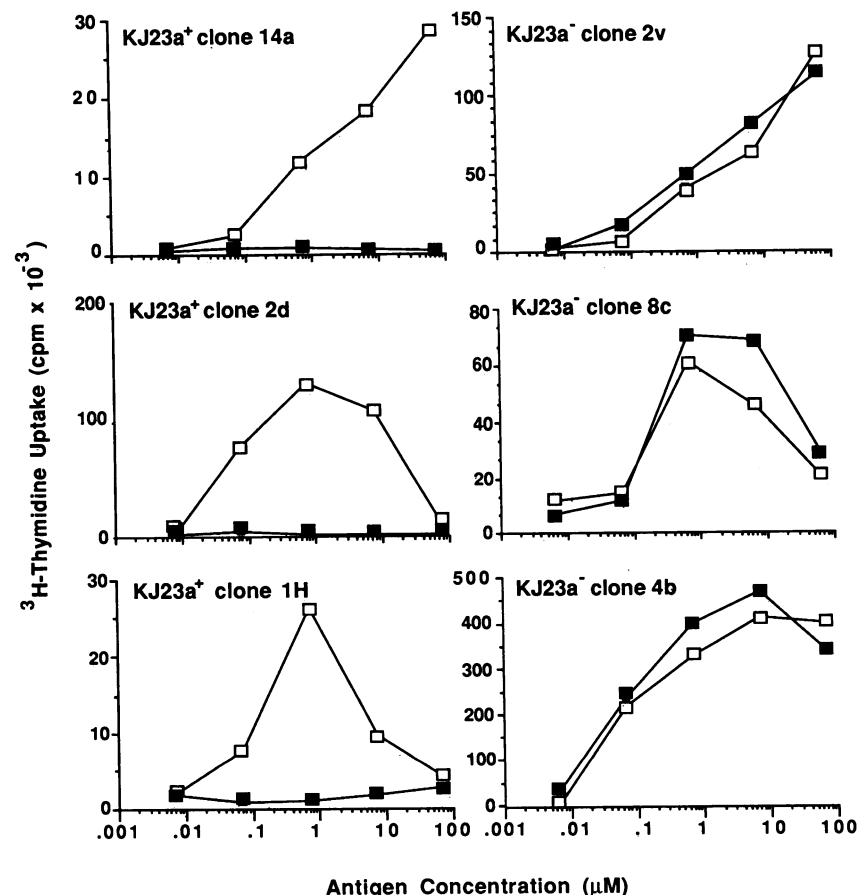 KJ23a+ clone 14a
30
20
10
0
KJ23a- clone 2v
150
100
50
0
KJ23a+ clone 2d
200
100
0
KJ23a- clone 8c
80
60
40
20
0
KJ23a+ clone 1H
30
20
10
0
.001 .01 .1 1 10 100
KJ23a- clone 4b
500
400
300
200
100
0
.001 .01 .1 1 10 100
3H-Thymidine Uptake (cpm x 10-3)
Antigen Concentration (μM)